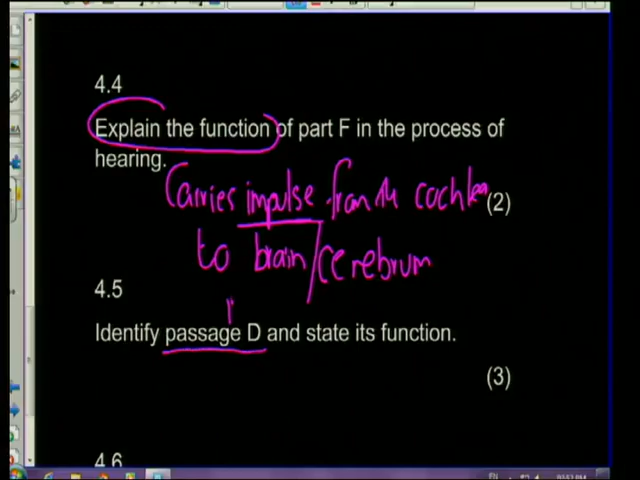 4.4
Explain the function of part F in the process of
hearing.
Carries impulse from th cochlea
(2)
to brain/cerebrum
4.5
Identify passage D and state its function.
(3)
4.6